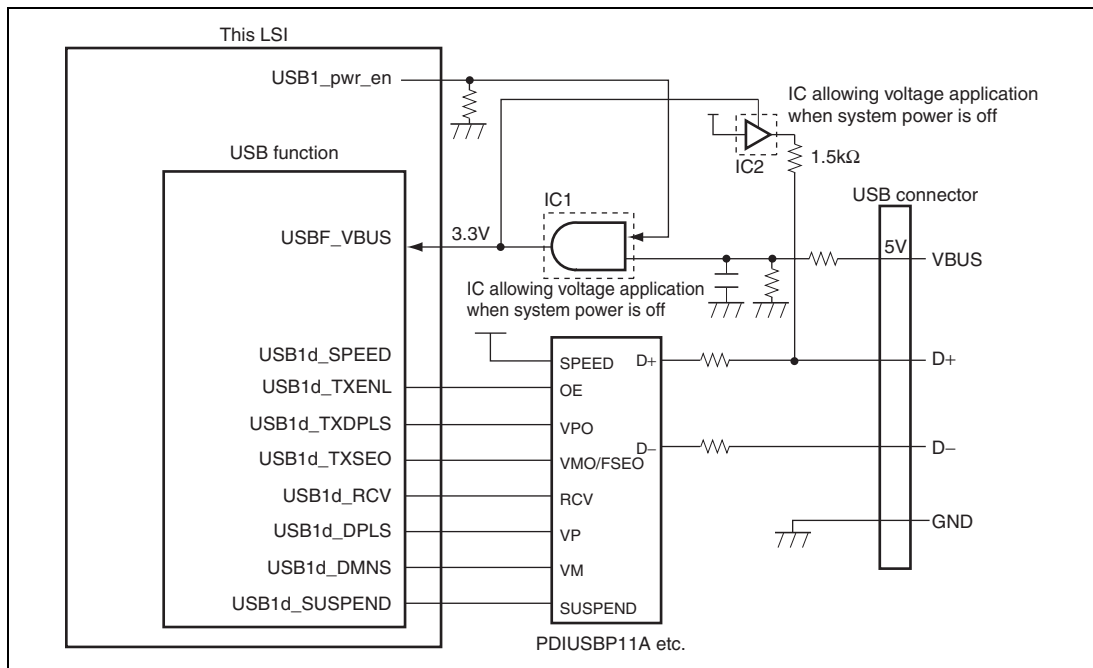 This LSI
USB1_pwr_en
IC allowing voltage application
when system power is off
IC2
1.5kΩ
USB function
USB connector
IC1
USBF_VBUS
3.3V
5V
VBUS
IC allowing voltage application
when system power is off
USB1d_SPEED
SPEED
D+
D+
USB1d_TXENL
OE
USB1d_TXDPLS
VPO
D−
D−
USB1d_TXSEO
VMO/FSEO
USB1d_RCV
RCV
GND
USB1d_DPLS
VP
USB1d_DMNS
VM
USB1d_SUSPEND
SUSPEND
PDIUSBP11A etc.